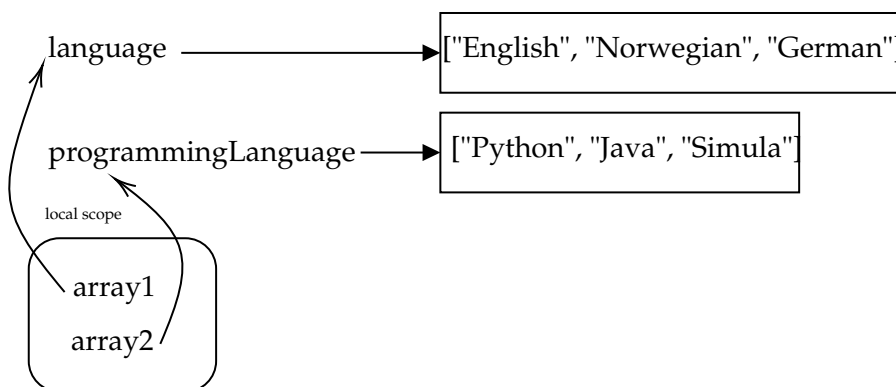 language
["English", "Norwegian", "German"]
programmingLanguage
["Python", "Java", "Simula"]
local scope
array1
array2